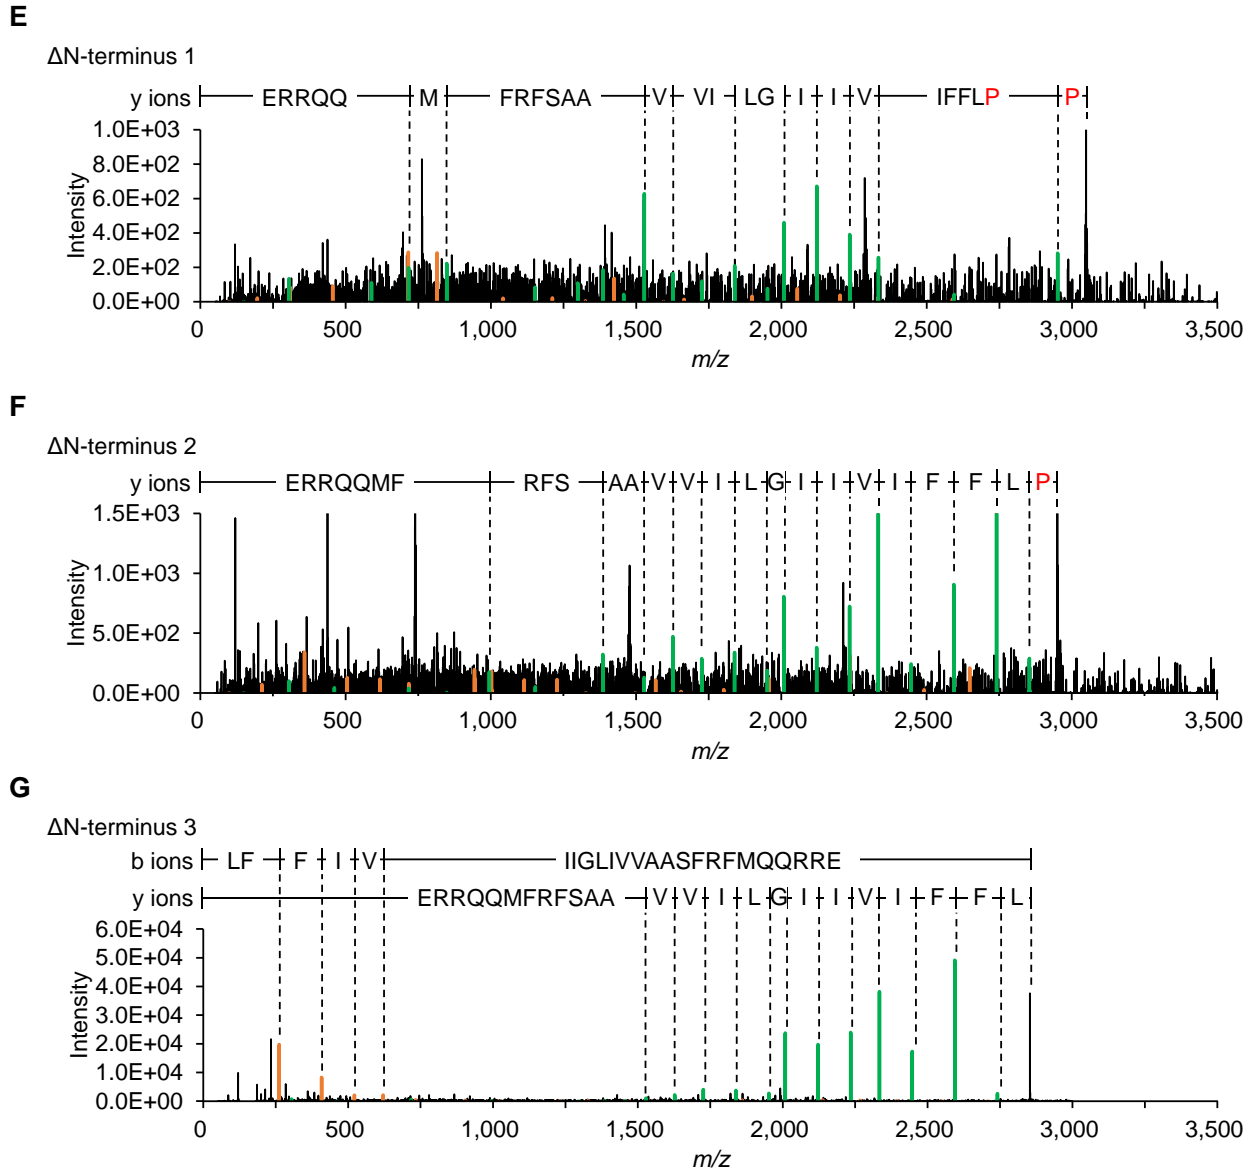 E
ΔN-terminus 1
y ions ERRQQ M FRFSAA V VI LG I I V IFFLP P
1.0E+03
8.0E+02
6.0E+02
4.0E+02
2.0E+02
0.0E+00
Intensity
0 500 1,000 1,500 2,000 2,500 3,000 3,500
m/z
F
ΔN-terminus 2
y ions ERRQQMF RFS AA V V I L G I I V I F F L P
1.5E+03
1.0E+03
5.0E+02
0.0E+00
Intensity
0 500 1,000 1,500 2,000 2,500 3,000 3,500
m/z
G
ΔN-terminus 3
b ions LF F I V IIGLIVVAASFRFMQQRRE
y ions ERRQQMFRFSAA V V I L G I I V I F F L
6.0E+04
5.0E+04
4.0E+04
3.0E+04
2.0E+04
1.0E+04
0.0E+00
Intensity
0 500 1,000 1,500 2,000 2,500 3,000 3,500
m/z